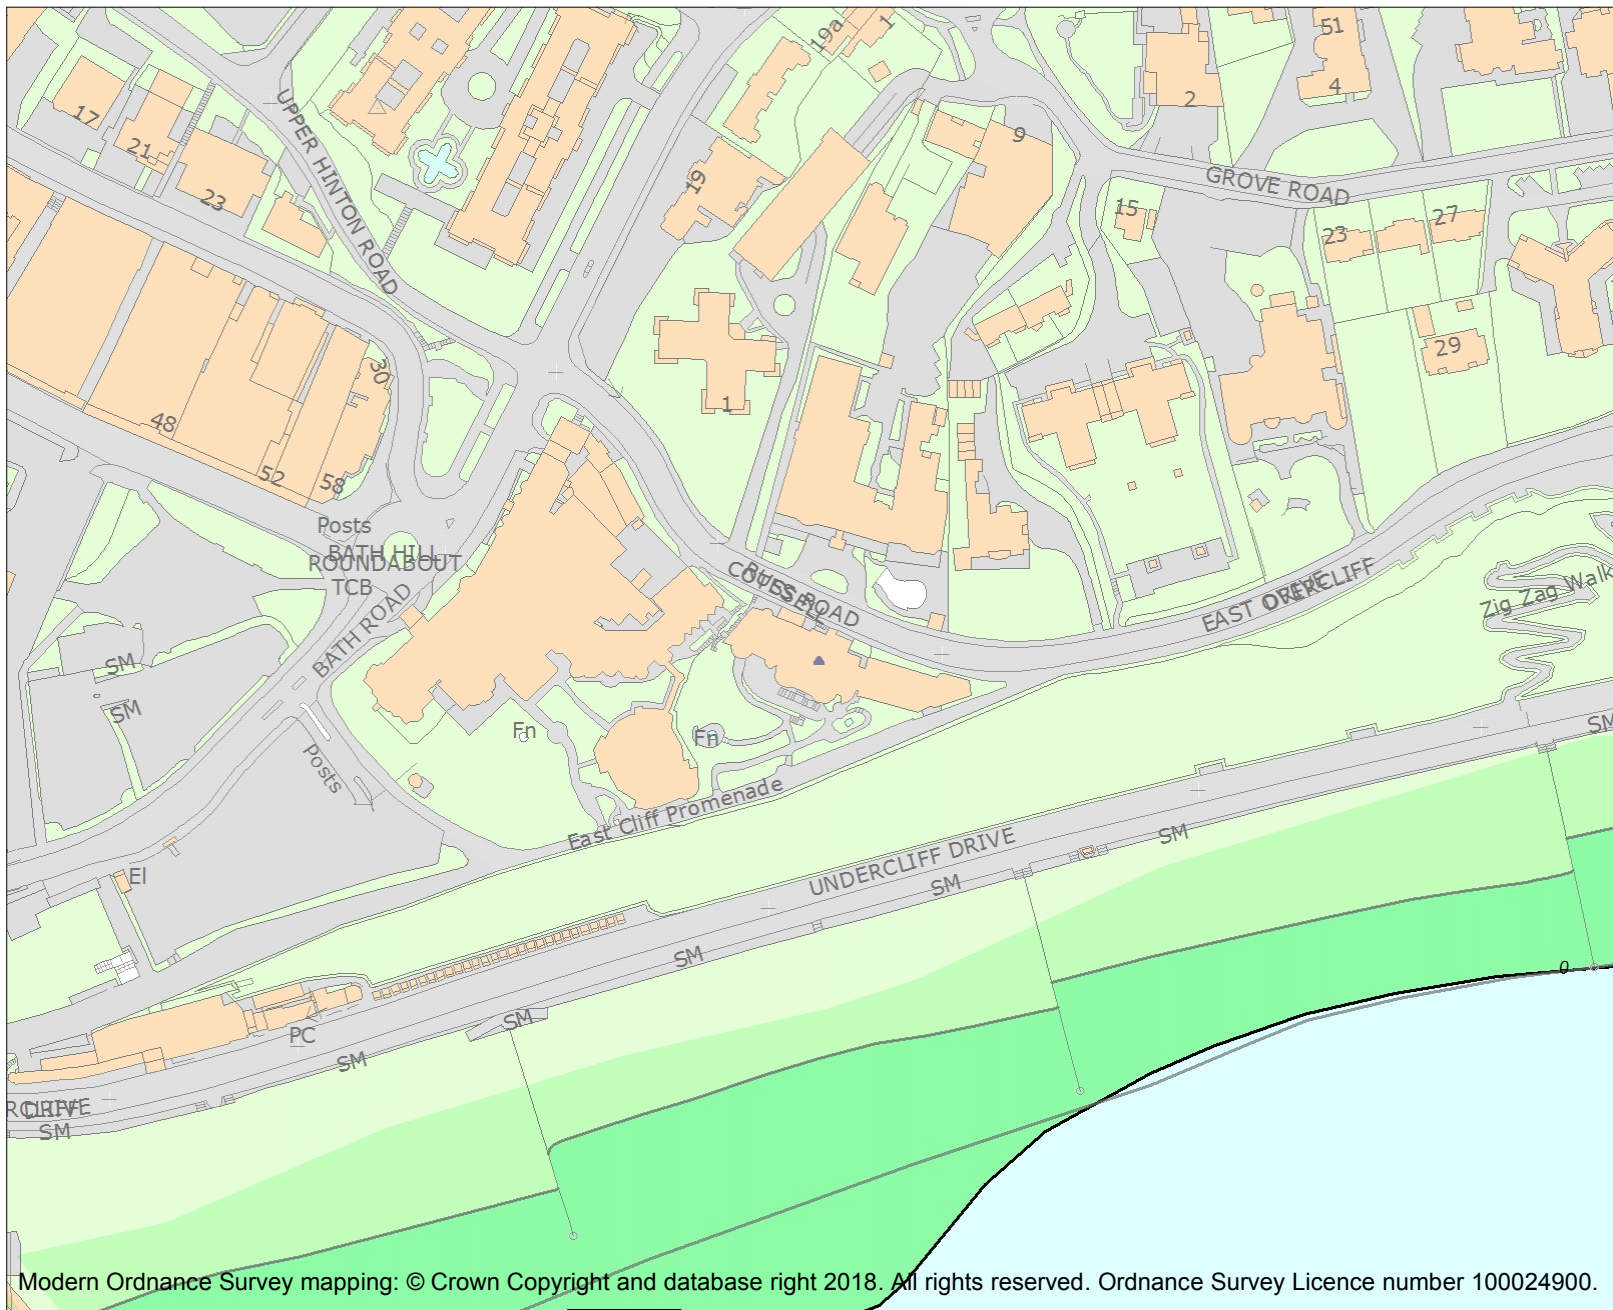 19a
1
51
4
2
17
9
UPPER HINTON ROAD
21
23
19
GROVE ROAD
15
27
23
29
30
1
48
52
58
Posts
BATH HILL
ROUNDABOUT
TCB
BATH ROAD
RUSSELL
COTES ROAD
EAST OVERCLIFF
DRIVE
Zig Zag Walk
SM
SM
Fn
Fn
Posts
SM
East Cliff Promenade
UNDERCLIFF DRIVE
SM
SM
El
SM
0
SM
PC
SM
RCLIFF
DRIVE
SM
Modern Ordnance Survey mapping: © Crown Copyright and database right 2018. All rights reserved. Ordnance Survey Licence number 100024900.